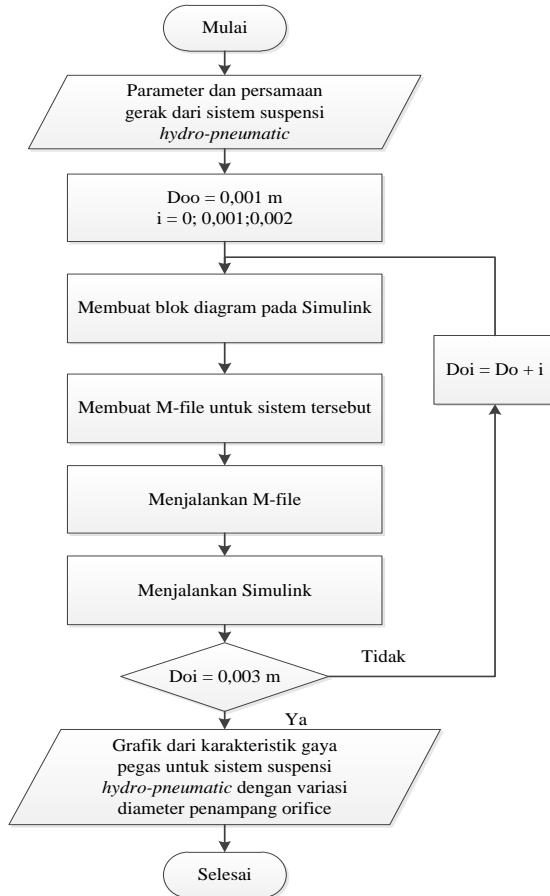 Mulai
Parameter dan persamaan
gerak dari sistem suspensi
hydro-pneumatic
Doo = 0,001 m
i = 0; 0,001;0,002
Membuat blok diagram pada Simulink
Doi = Do + i
Membuat M-file untuk sistem tersebut
Menjalankan M-file
Menjalankan Simulink
Doi = 0,003 m
Tidak
Ya
Grafik dari karakteristik gaya
pegas untuk sistem suspensi
hydro-pneumatic dengan variasi
diameter penampang orifice
Selesai